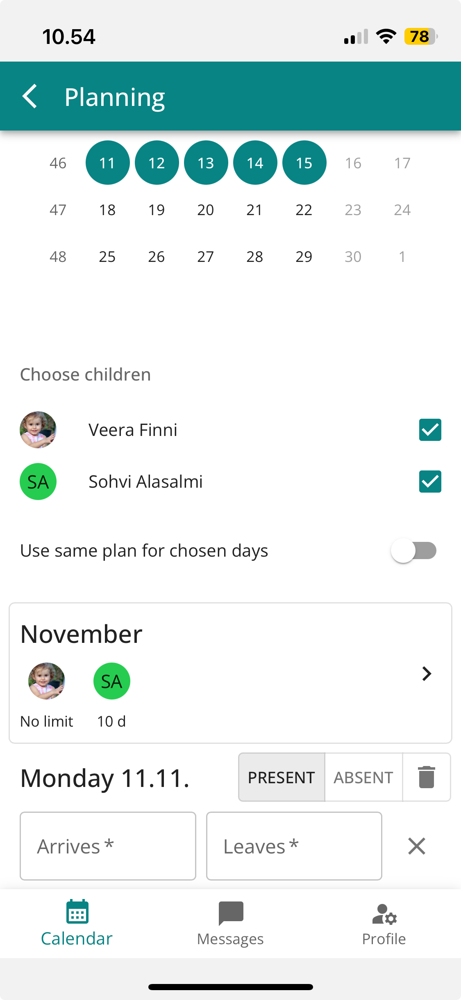 10.54
78
Planning
46 11 12 13 14 15 16 17
47 18 19 20 21 22 23 24
48 25 26 27 28 29 30 1
Choose children
Veera Finni
SA Sohvi Alasalmi
Use same plan for chosen days
November
SA
No limit 10 d
Monday 11.11. PRESENT ABSENT
Arrives * Leaves *
Calendar Messages Profile